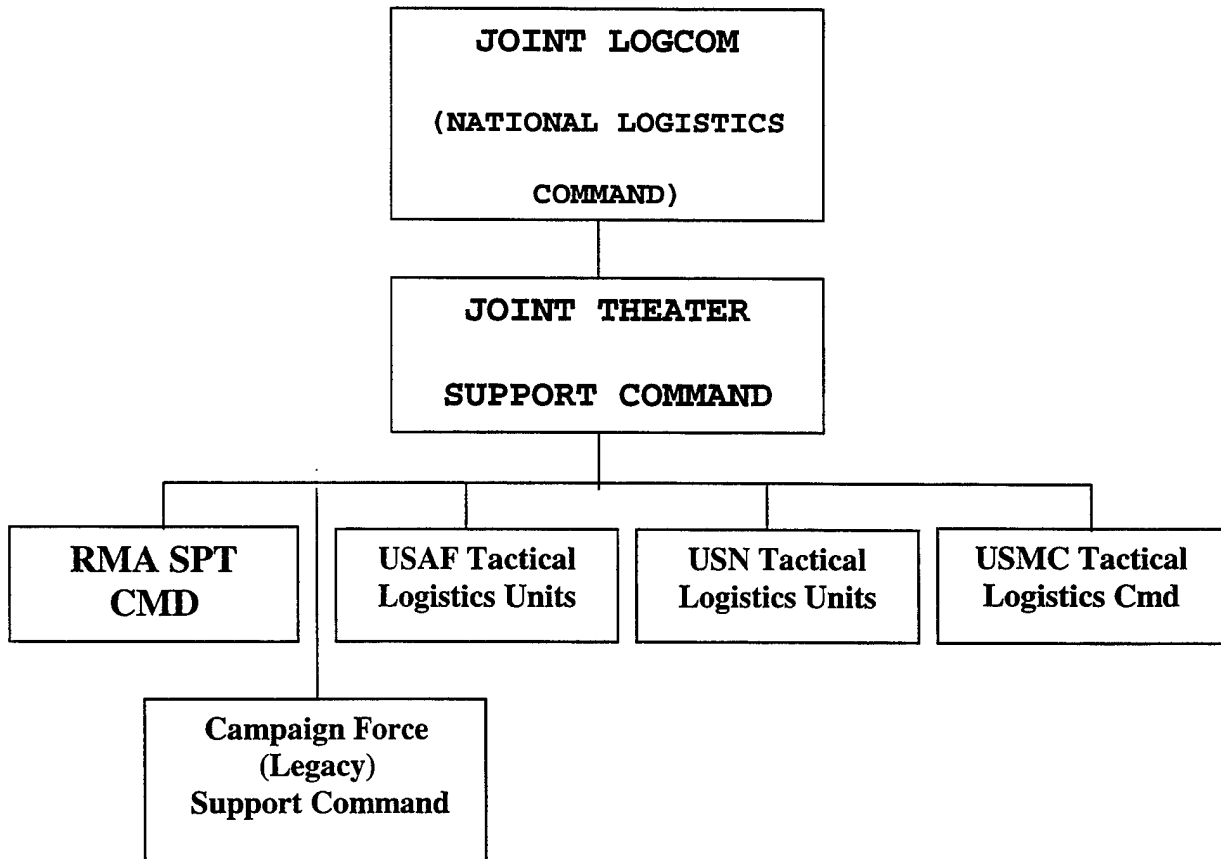 JOINT LOGCOM
(NATIONAL LOGISTICS
COMMAND)
JOINT THEATER
SUPPORT COMMAND
RMA SPT
CMD
USAF Tactical
Logistics Units
USN Tactical
Logistics Units
USMC Tactical
Logistics Cmd
Campaign Force
(Legacy)
Support Command